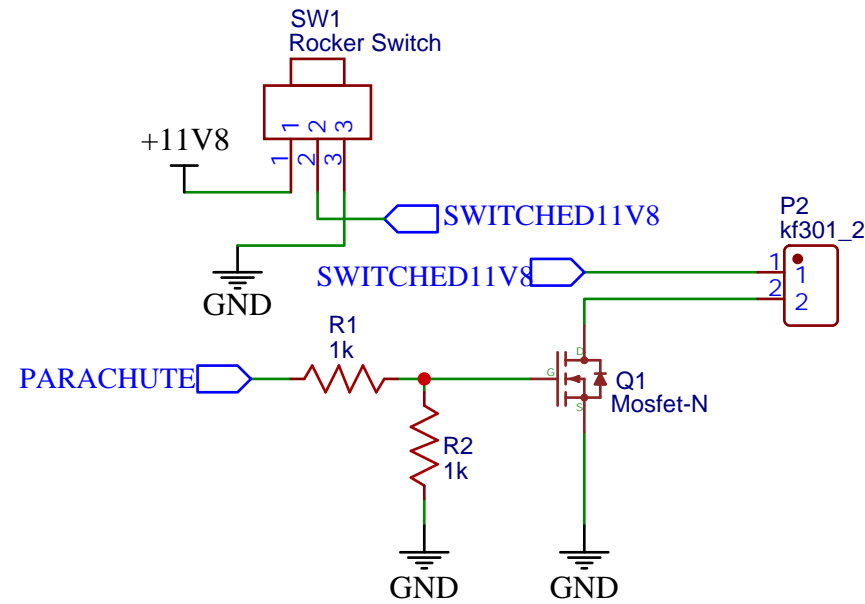 SW1
Rocker Switch
1 2 3
1 2 3
+11V8
SWITCHED11V8
GND
P2
kf301_2
SWITCHED11V8
1 1
2 2
R1
1k
PARACHUTE
D
G
S
Q1
Mosfet-N
R2
1k
GND
GND